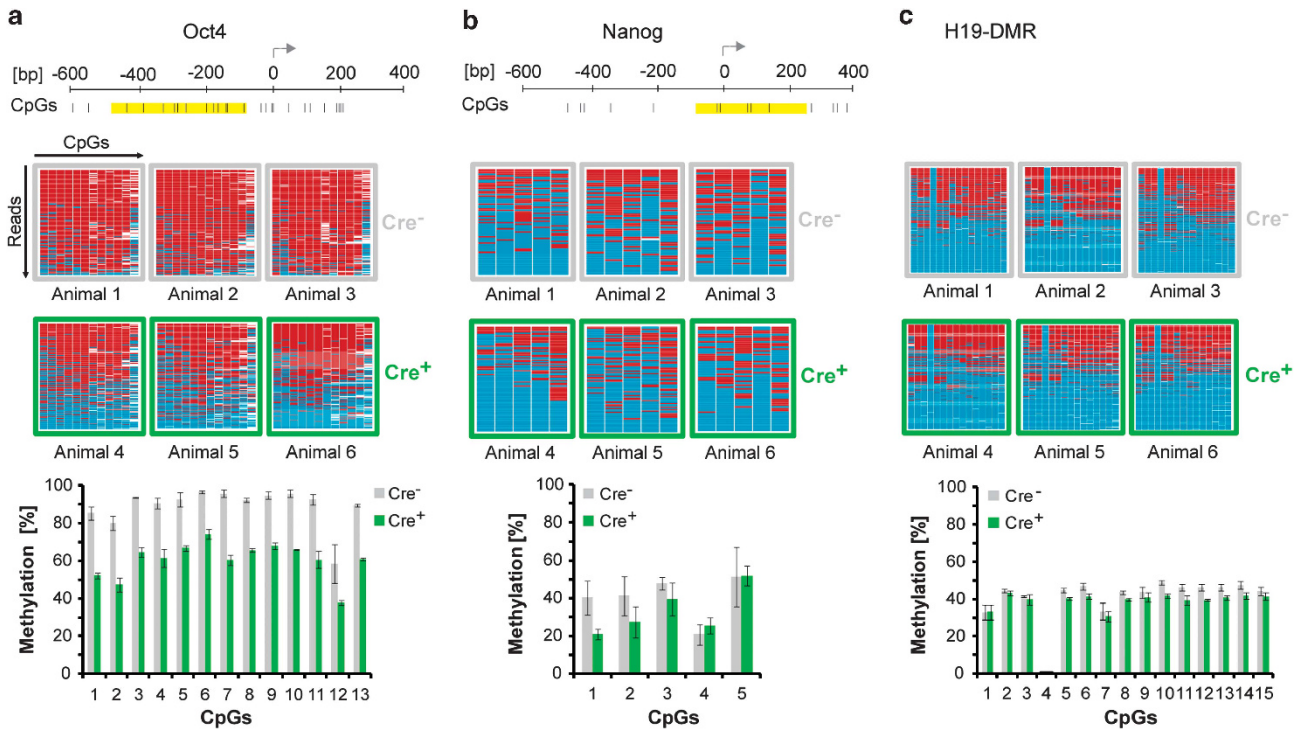 a
Oct4
[bp] -600 -400 -200 0 200 400
CpGs
CpGs
Reads
Cre-
Animal 1 Animal 2 Animal 3
Cre+
Animal 4 Animal 5 Animal 6
Methylation [%]
100
80
60
40
20
0
Cre-
Cre+
1 2 3 4 5 6 7 8 9 10 11 12 13
CpGs
b
Nanog
[bp] -600 -400 -200 0 200 400
CpGs
Cre-
Animal 1 Animal 2 Animal 3
Cre+
Animal 4 Animal 5 Animal 6
Methylation [%]
100
80
60
40
20
0
Cre-
Cre+
1 2 3 4 5
CpGs
c
H19-DMR
Cre-
Animal 1 Animal 2 Animal 3
Cre+
Animal 4 Animal 5 Animal 6
Methylation [%]
100
80
60
40
20
0
Cre-
Cre+
1 2 3 4 5 6 7 8 9 10 11 12 13 14 15
CpGs